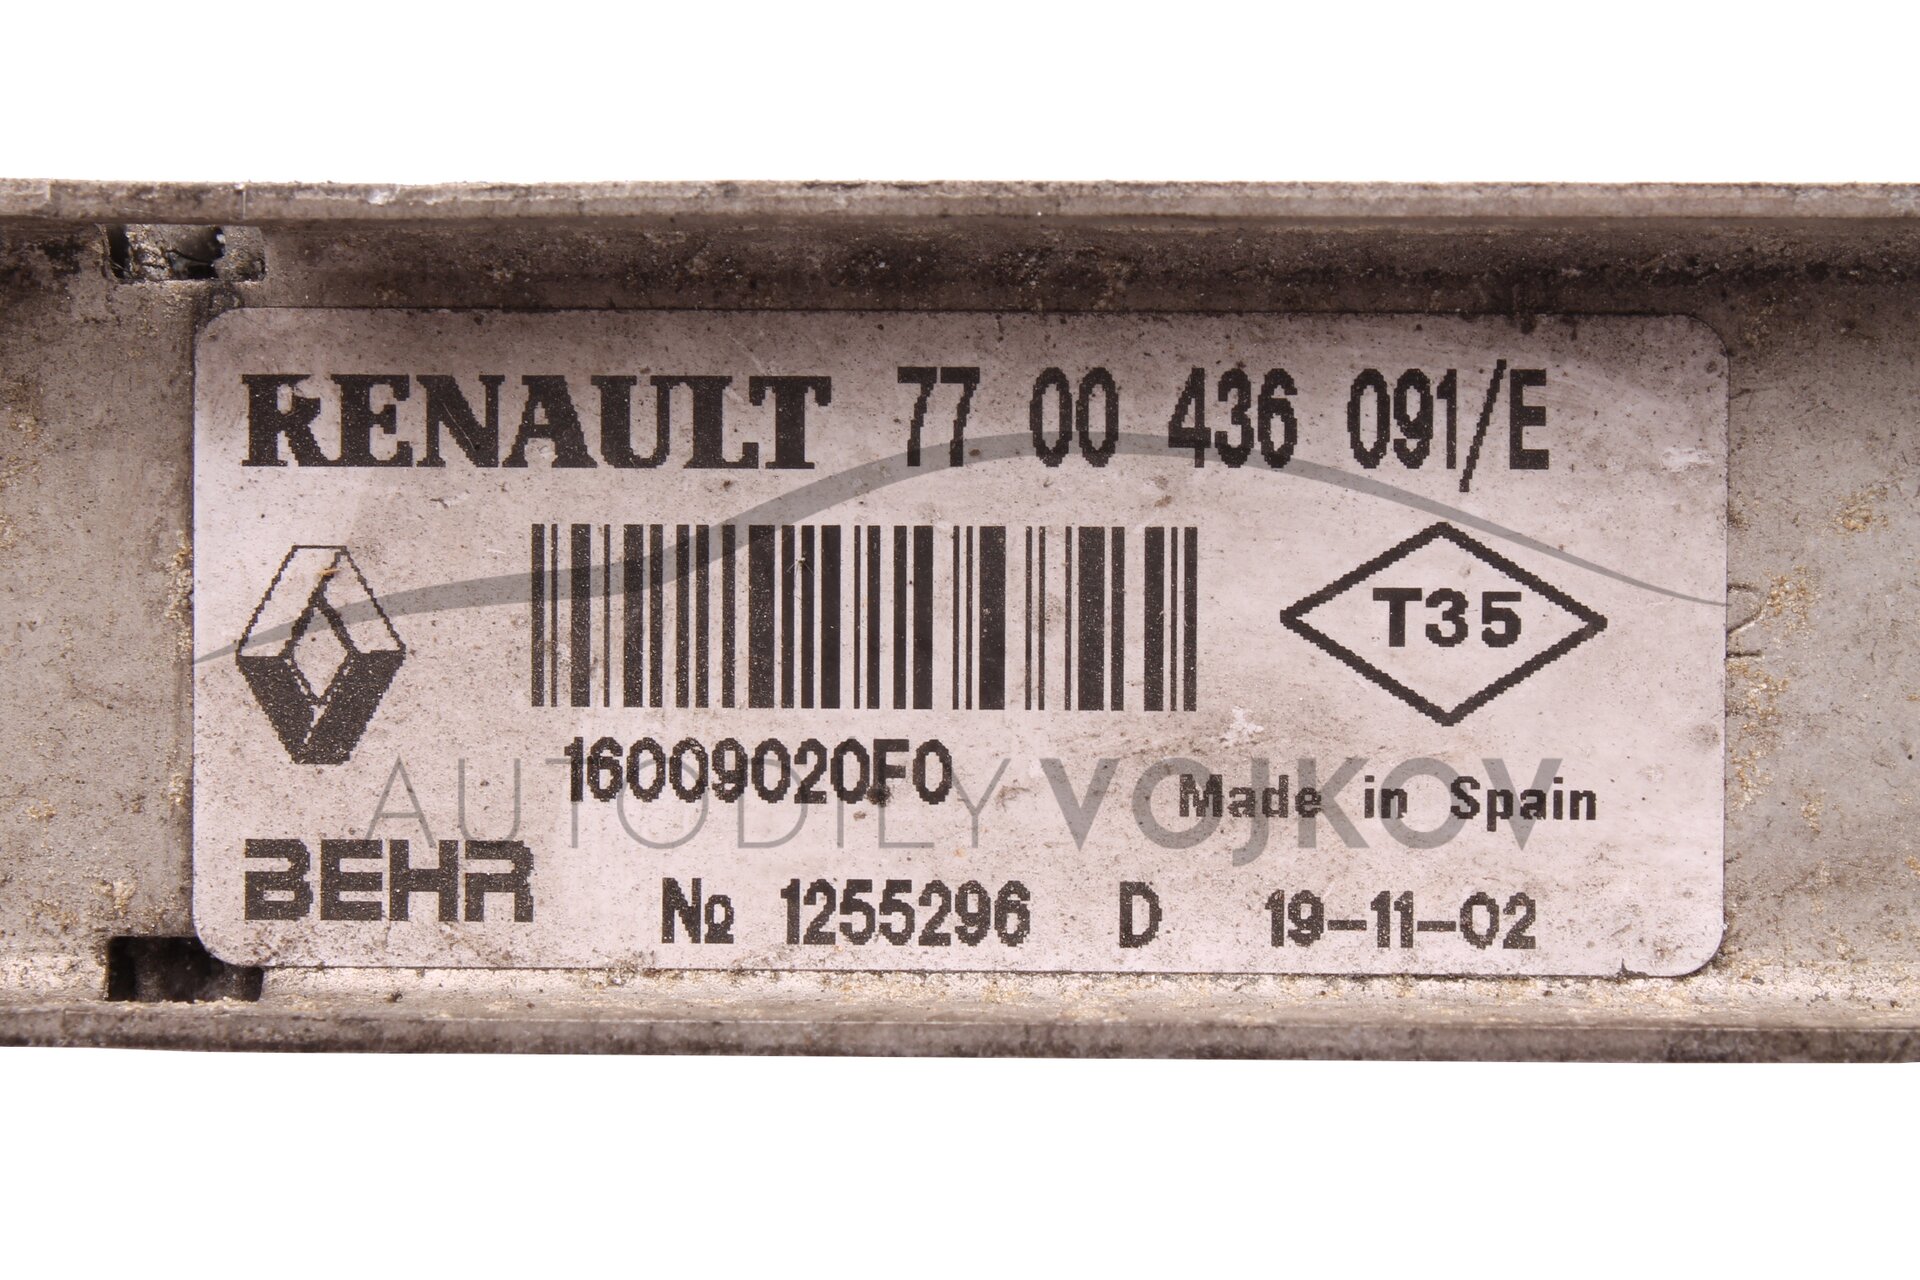 RENAULT 77 00 436 091/E
T35
16009020F0
Made in Spain
AUTODILY VOJKOV
BEHR № 1255296 D 19-11-02